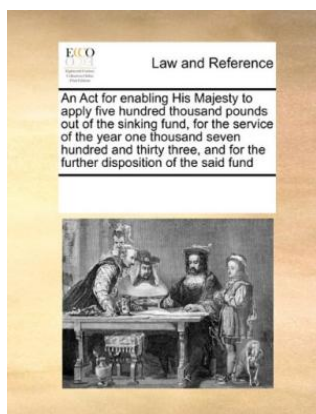 ECCO
Law and Reference
An Act for enabling His Majesty to
apply five hundred thousand pounds
out of the sinking fund, for the service
of the year one thousand seven
hundred and thirty three, and for the
further disposition of the said fund